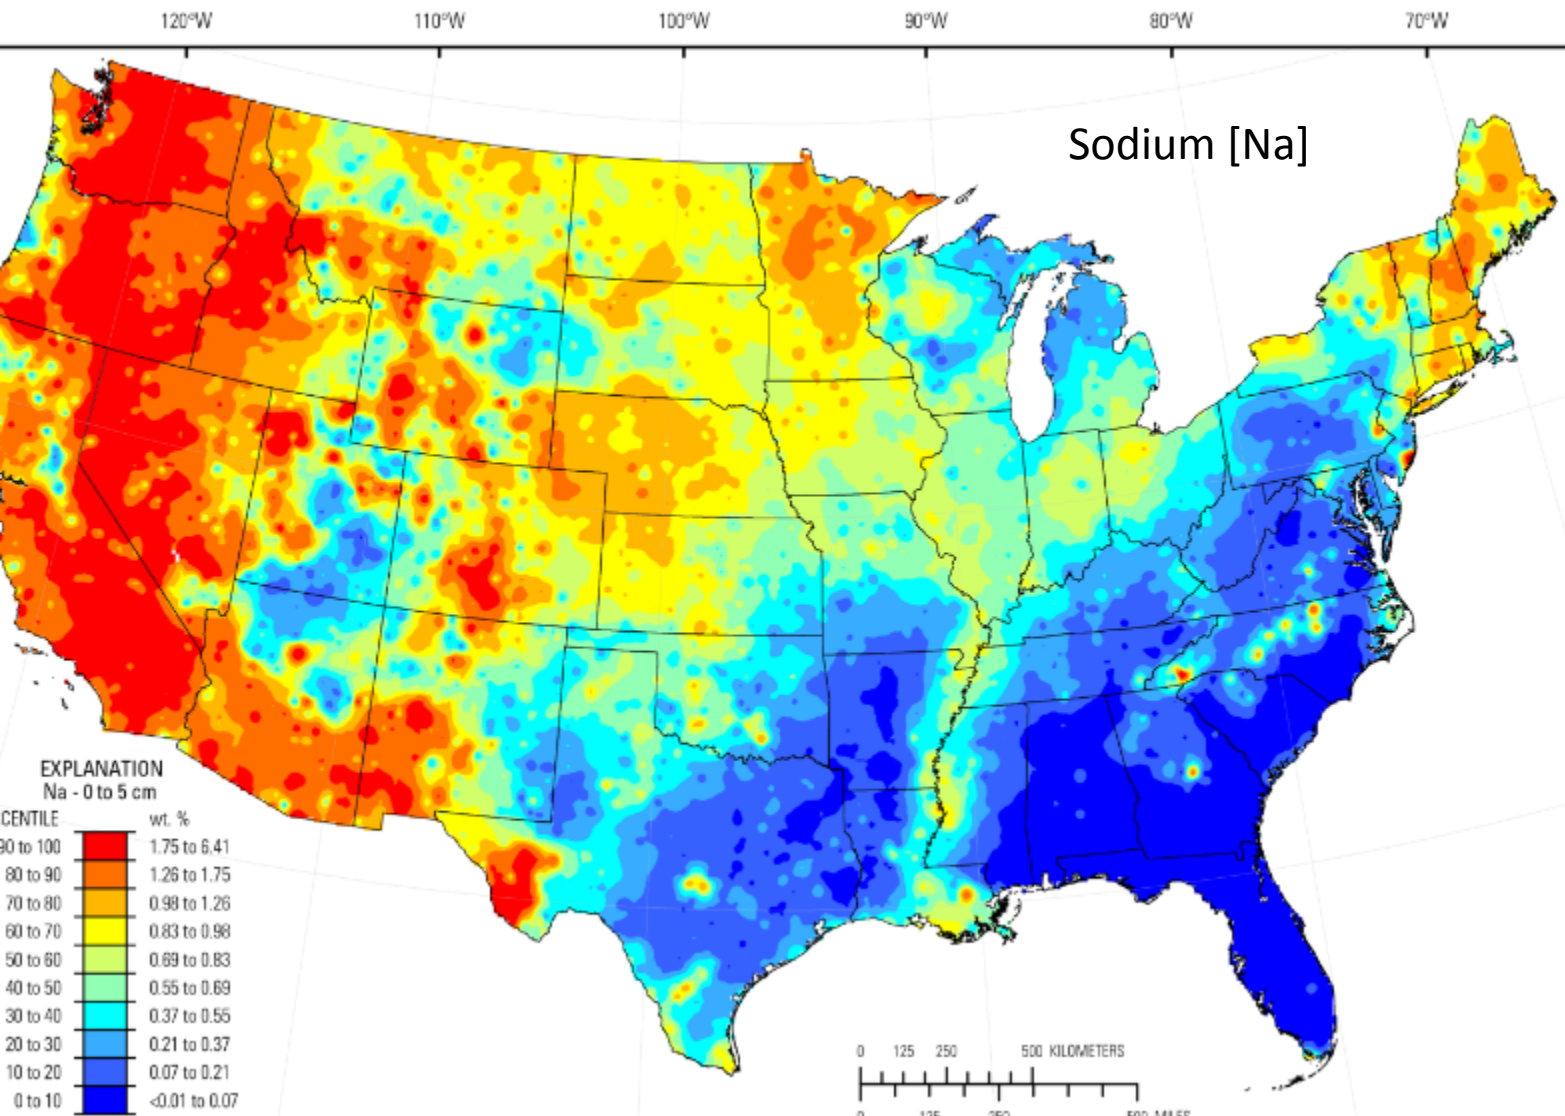 120°W 110°W 100°W 90°W 80°W 70°W
Sodium [Na]
EXPLANATION
Na - 0 to 5 cm
CENTILE wt. %
90 to 100 1.75 to 6.41
80 to 90 1.26 to 1.75
70 to 80 0.98 to 1.26
60 to 70 0.83 to 0.98
50 to 60 0.69 to 0.83
40 to 50 0.55 to 0.69
30 to 40 0.37 to 0.55
20 to 30 0.21 to 0.37
10 to 20 0.07 to 0.21
0 to 10 <0.01 to 0.07
0 125 250 500 KILOMETERS
0 125 250 500 MILES